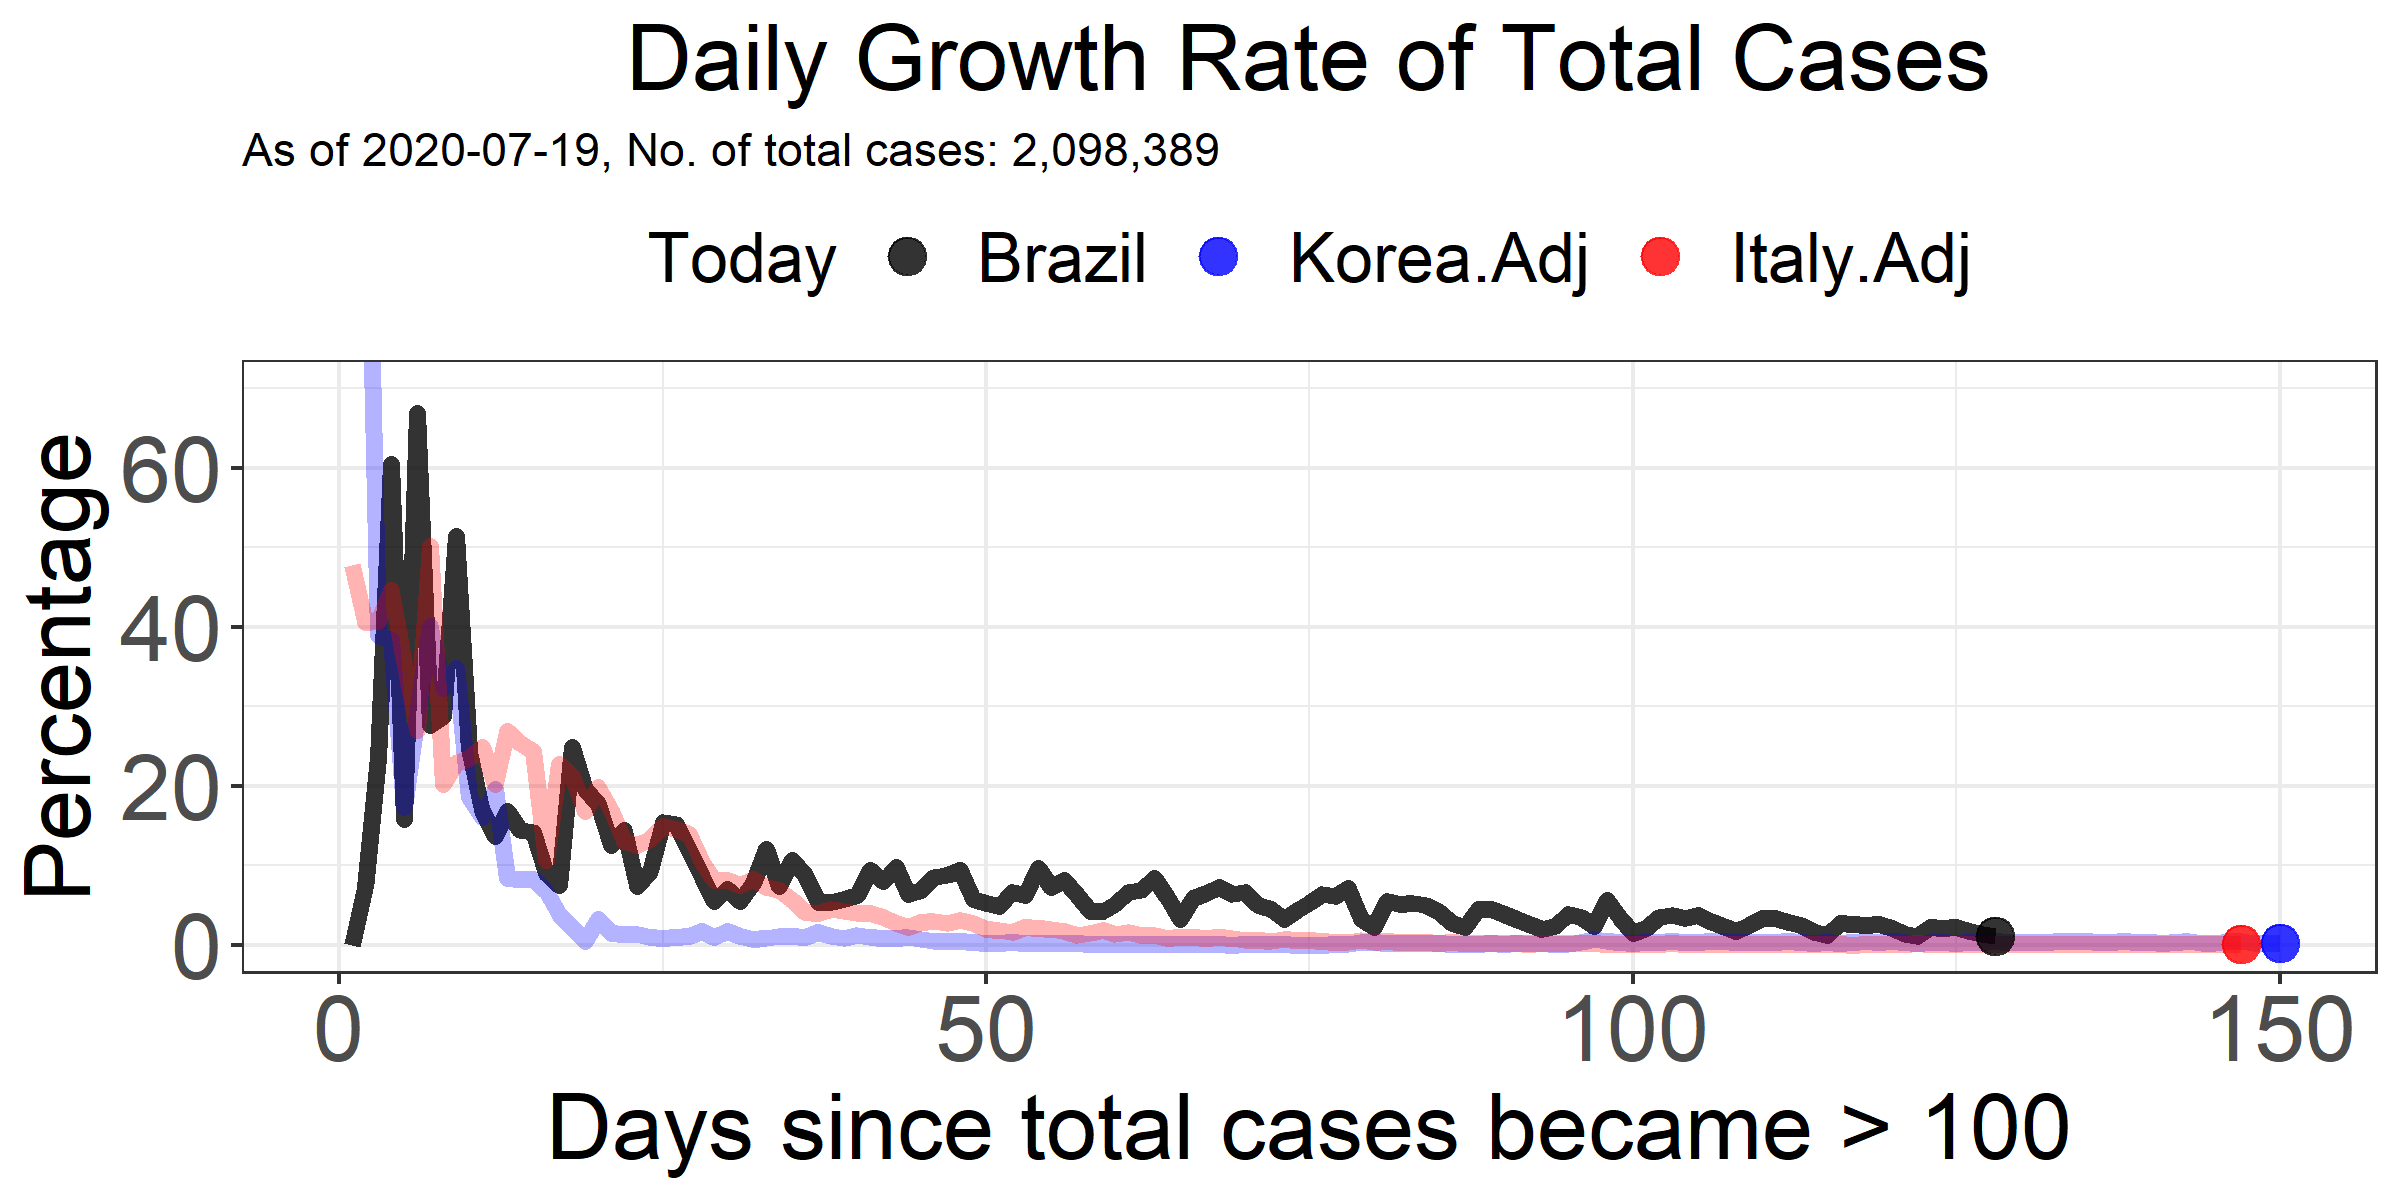 Daily Growth Rate of Total Cases
As of 2020-07-19, No. of total cases: 2,098,389
Today Brazil Korea.Adj Italy.Adj
Percentage
60
40
20
0
0 50 100 150
Days since total cases became > 100